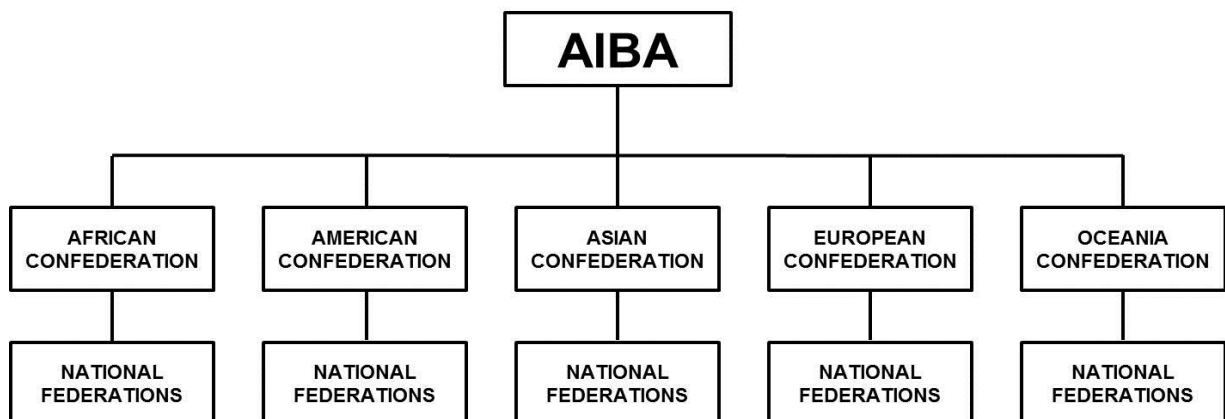 AIBA
AFRICAN
CONFEDERATION
AMERICAN
CONFEDERATION
ASIAN
CONFEDERATION
EUROPEAN
CONFEDERATION
OCEANIA
CONFEDERATION
NATIONAL
FEDERATIONS
NATIONAL
FEDERATIONS
NATIONAL
FEDERATIONS
NATIONAL
FEDERATIONS
NATIONAL
FEDERATIONS